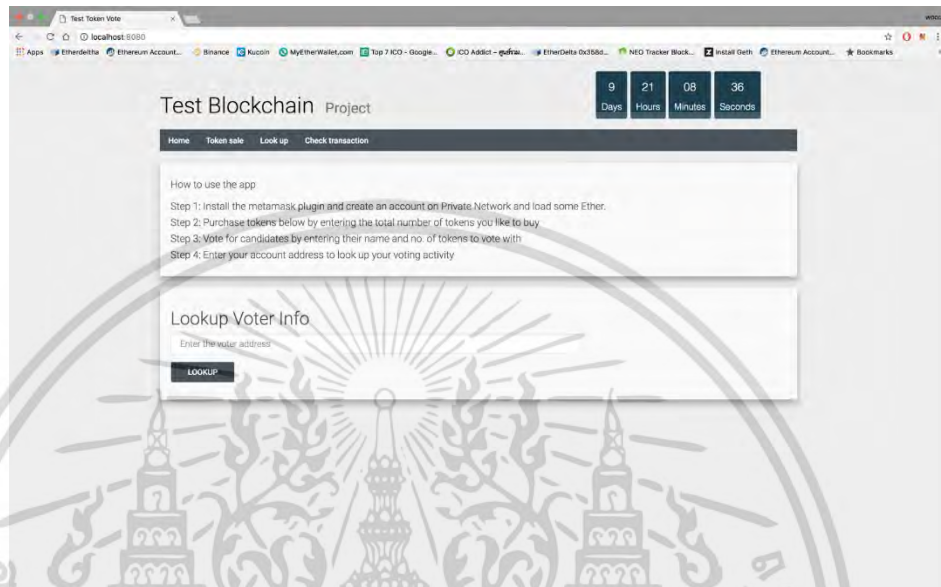 Test Token Vote
localhost:8080
Apps Etherdeltha Ethereum Account... Binance Kucoin MyEtherWallet.com Top 7 ICO - Google... ICO Addict – EtherDelta 0x358d... NEO Tracker Block... Install Geth Ethereum Account... Bookmarks
Test Blockchain Project
9 21 08 36
Days Hours Minutes Seconds
Home Token sale Look up Check transaction
How to use the app
Step 1: Install the metamask plugin and create an account on Private Network and load some Ether.
Step 2: Purchase tokens below by entering the total number of tokens you like to buy
Step 3: Vote for candidates by entering their name and no. of tokens to vote with
Step 4: Enter your account address to look up your voting activity
Lookup Voter Info
Enter the voter address
LOOKUP